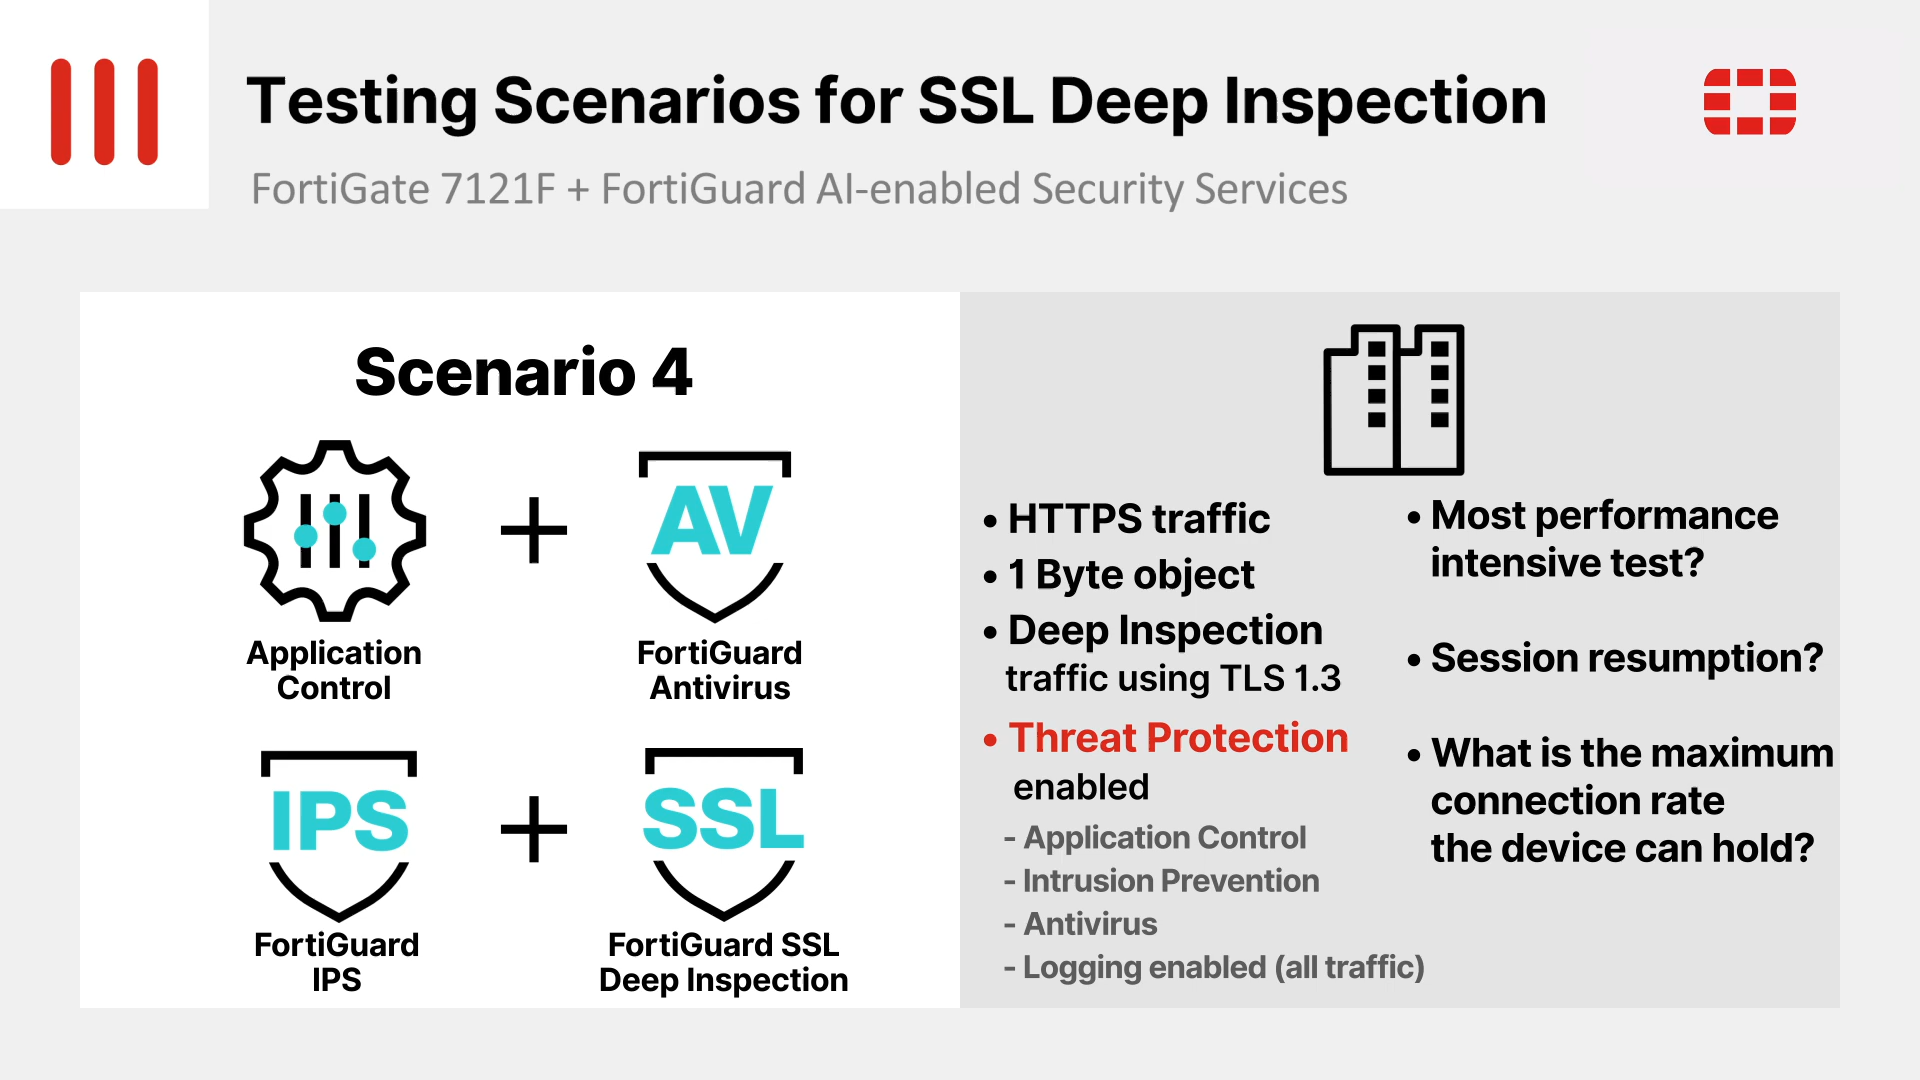 Testing Scenarios for SSL Deep Inspection
FortiGate 7121F + FortiGuard AI-enabled Security Services
Scenario 4
Application
Control
AV
FortiGuard
Antivirus
IPS
FortiGuard
IPS
SSL
FortiGuard SSL
Deep Inspection
• HTTPS traffic
• 1 Byte object
• Deep Inspection
traffic using TLS 1.3
• Threat Protection
enabled
- Application Control
- Intrusion Prevention
- Antivirus
- Logging enabled (all traffic)
• Most performance
intensive test?
• Session resumption?
• What is the maximum
connection rate
the device can hold?